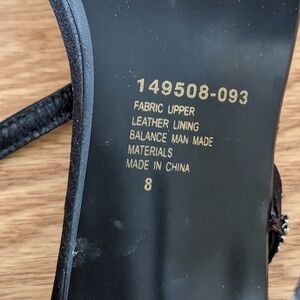 149508-093
FABRIC UPPER
LEATHER LINING
BALANCE MAN MADE
MATERIALS
MADE IN CHINA
8